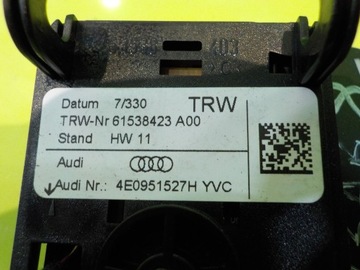 Datum 7/330 TRW
TRW-Nr 61538423 A00
Stand HW 11
Audi
Audi Nr.: 4E0951527H YVC